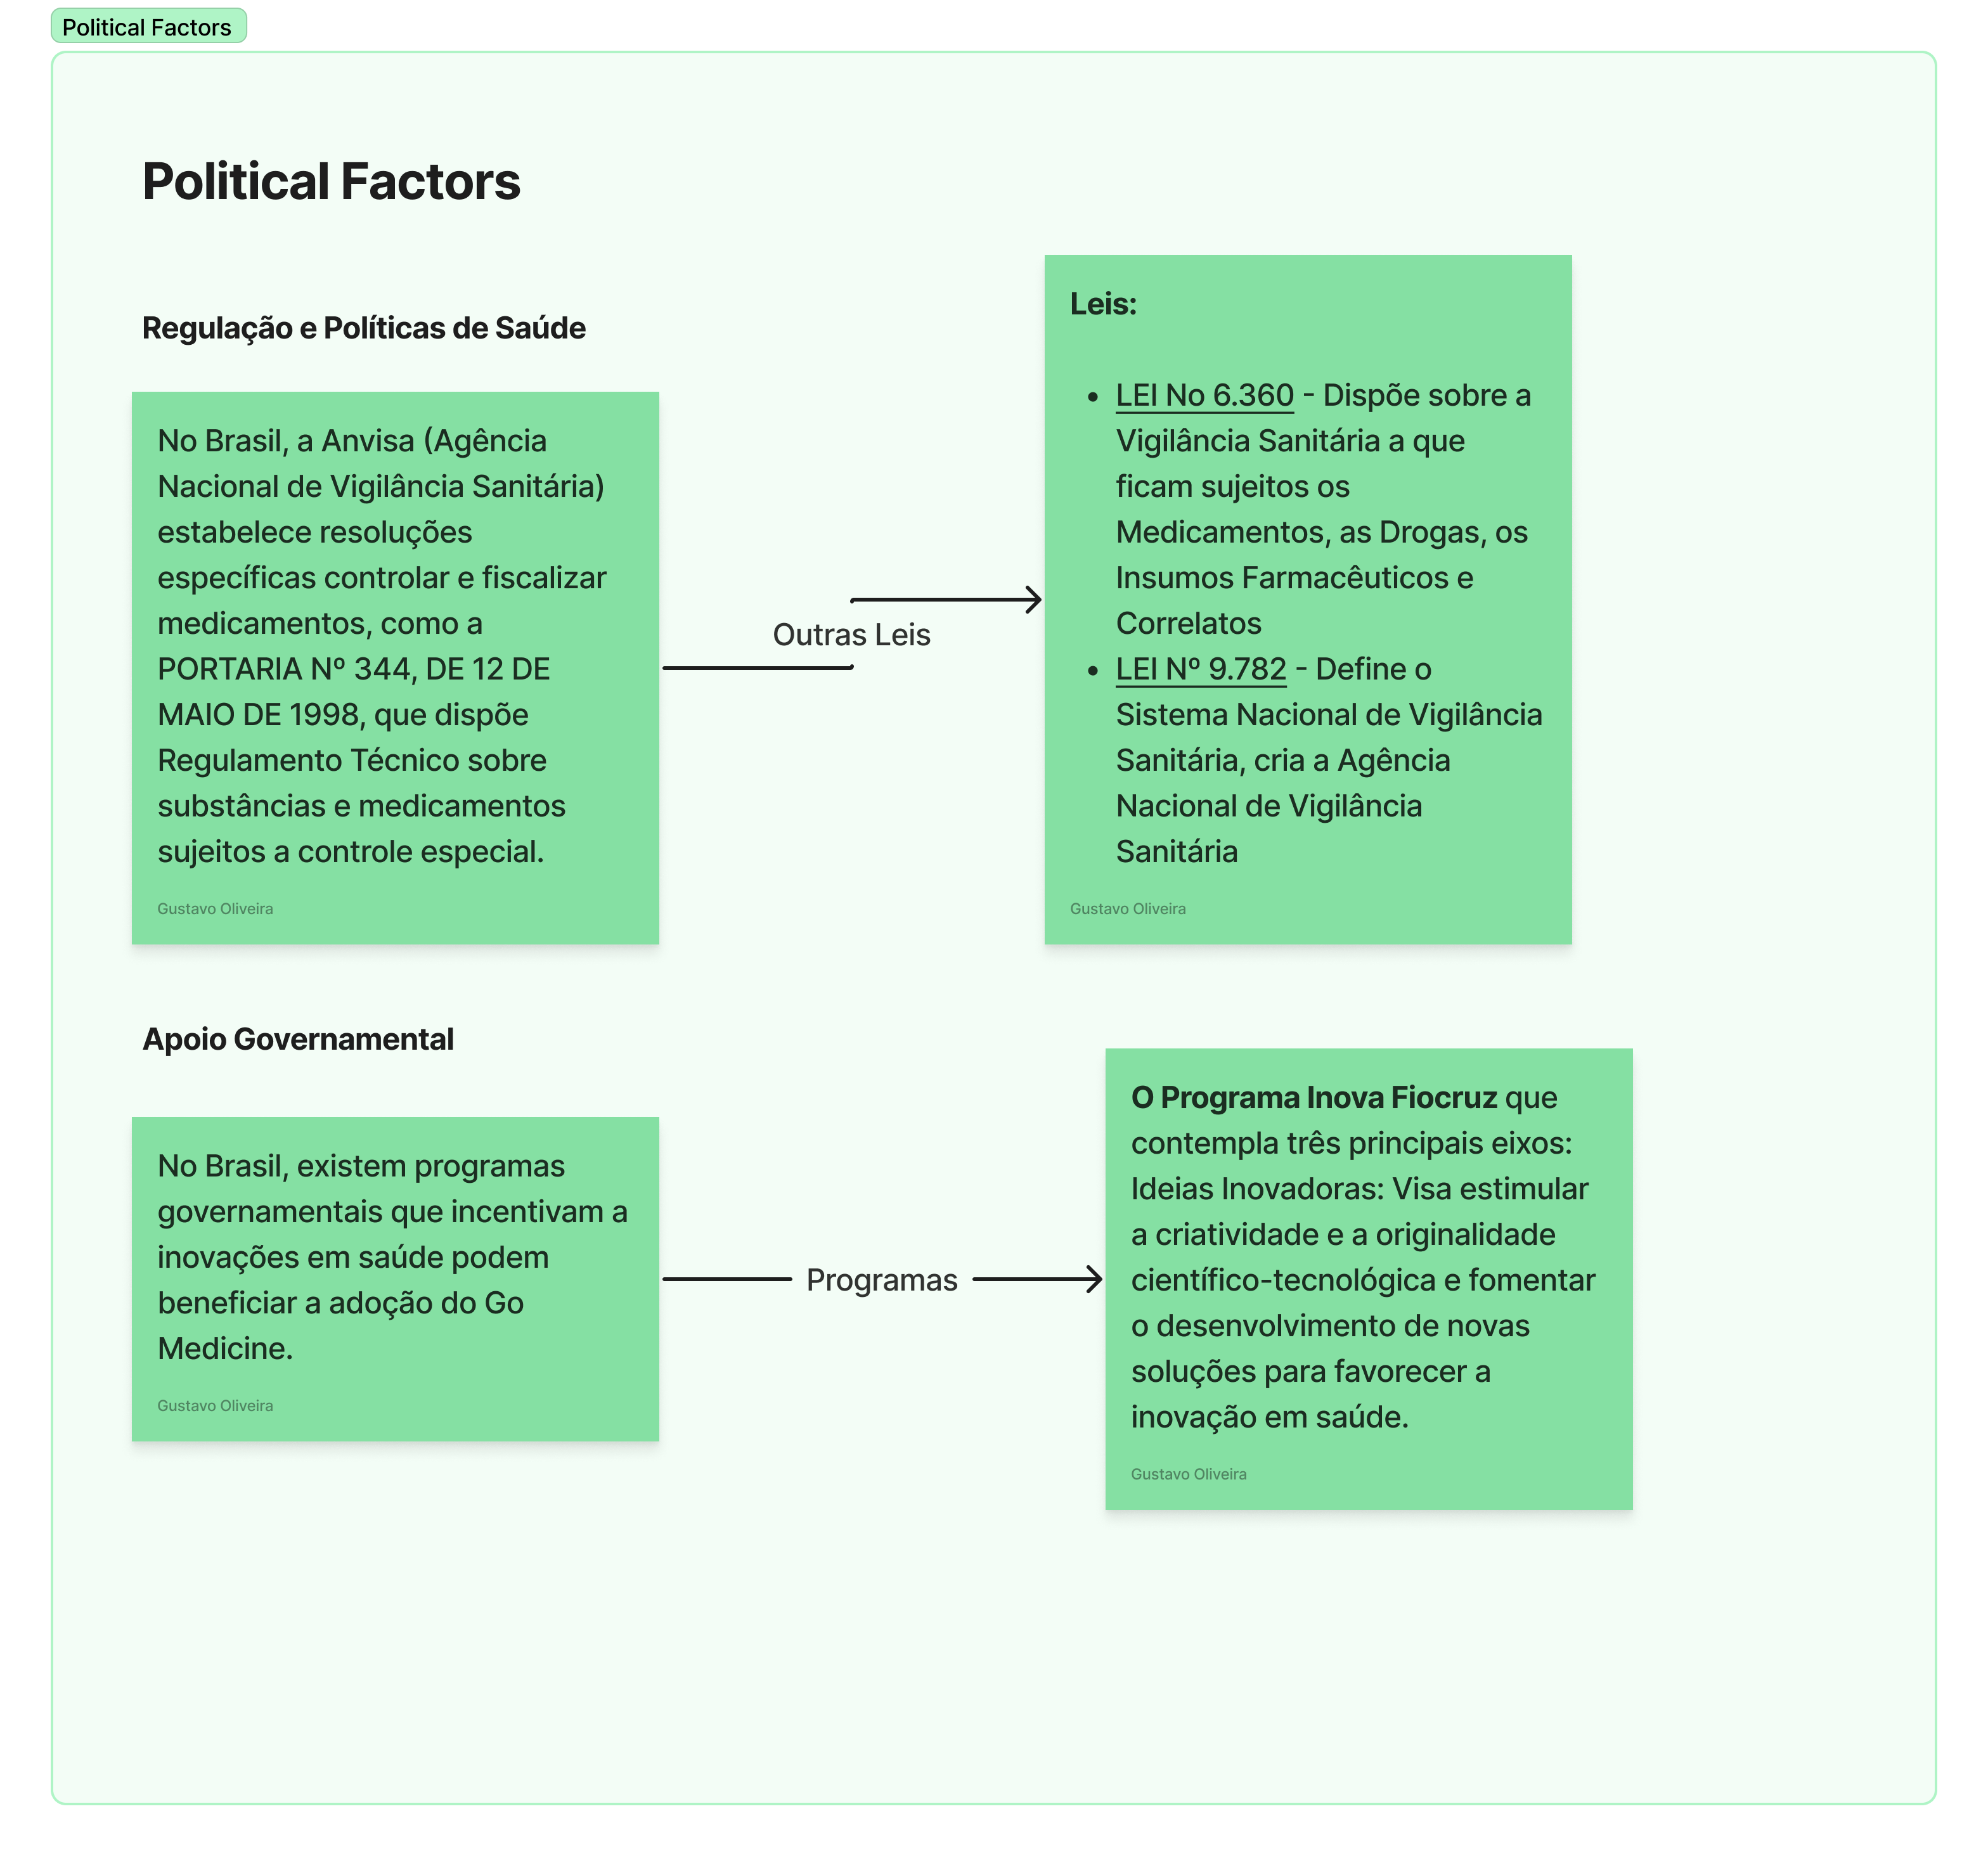 Political Factors
Political Factors
Regulação e Políticas de Saúde
No Brasil, a Anvisa (Agência
Nacional de Vigilância Sanitária)
estabelece resoluções
específicas controlar e fiscalizar
medicamentos, como a
PORTARIA Nº 344, DE 12 DE
MAIO DE 1998, que dispõe
Regulamento Técnico sobre
substâncias e medicamentos
sujeitos a controle especial.
Gustavo Oliveira
Outras Leis
Leis:
• LEI No 6.360 - Dispõe sobre a
Vigilância Sanitária a que
ficam sujeitos os
Medicamentos, as Drogas, os
Insumos Farmacêuticos e
Correlatos
• LEI Nº 9.782 - Define o
Sistema Nacional de Vigilância
Sanitária, cria a Agência
Nacional de Vigilância
Sanitária
Gustavo Oliveira
Apoio Governamental
No Brasil, existem programas
governamentais que incentivam a
inovações em saúde podem
beneficiar a adoção do Go
Medicine.
Gustavo Oliveira
Programas
O Programa Inova Fiocruz que
contempla três principais eixos:
Ideias Inovadoras: Visa estimular
a criatividade e a originalidade
científico-tecnológica e fomentar
o desenvolvimento de novas
soluções para favorecer a
inovação em saúde.
Gustavo Oliveira